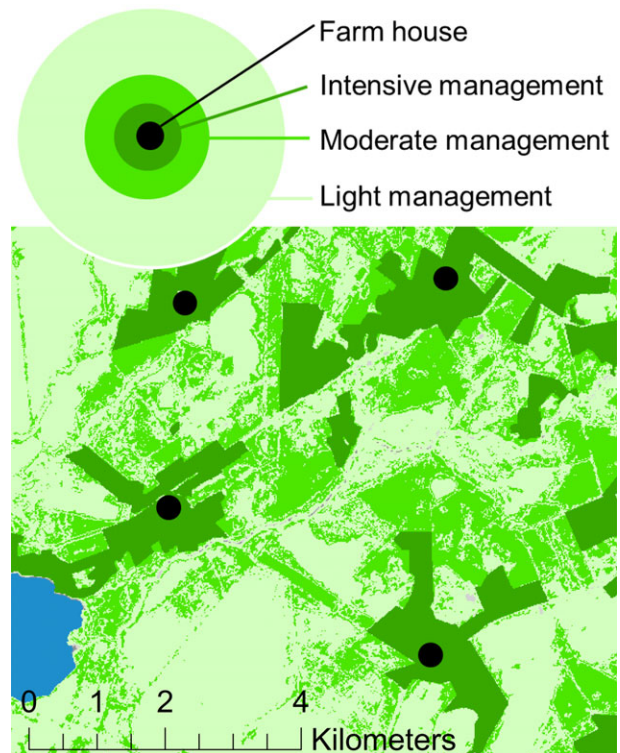 Farm house
Intensive management
Moderate management
Light management
0 1 2 4
Kilometers